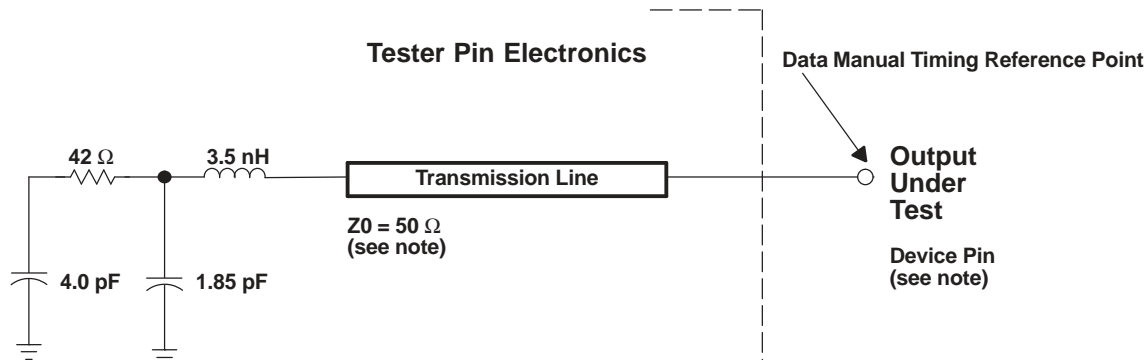 Tester Pin Electronics
Data Manual Timing Reference Point
42 Ω
3.5 nH
Transmission Line
Output
Under
Test
Z0 = 50 Ω
(see note)
Device Pin
(see note)
4.0 pF
1.85 pF